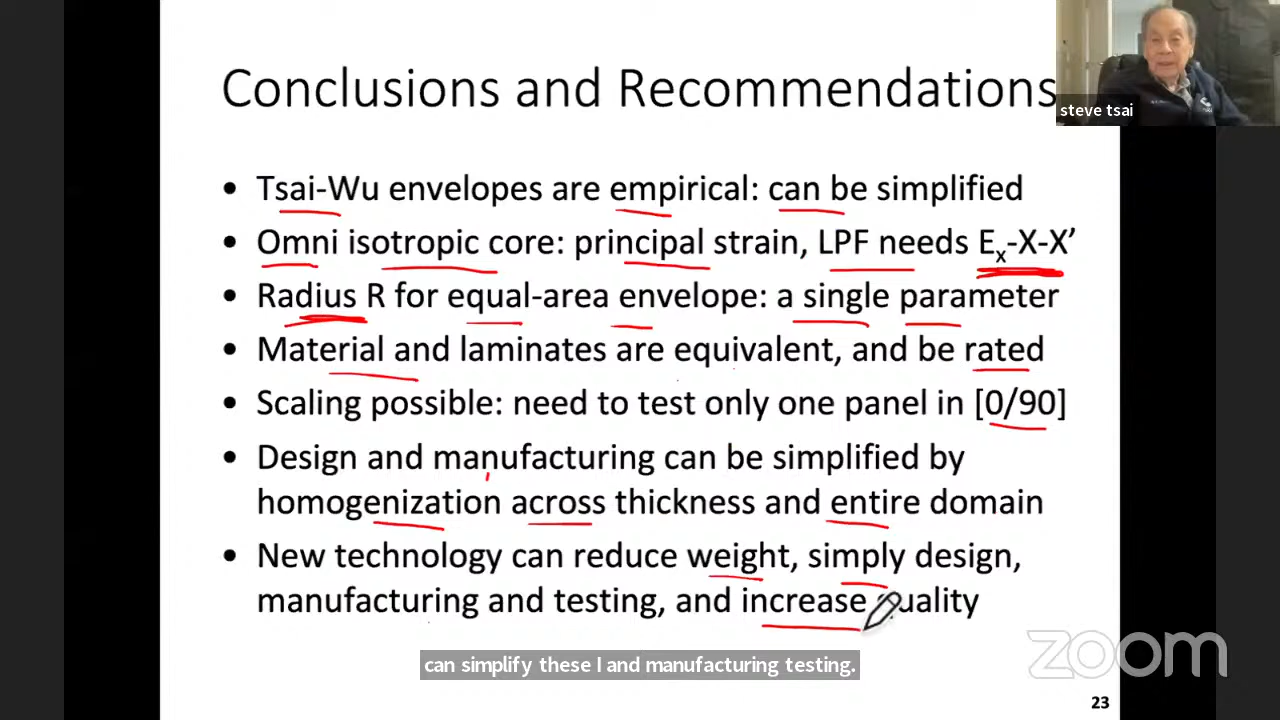 Conclusions and Recommendations
steve tsai
• Tsai-Wu envelopes are empirical: can be simplified
• Omni isotropic core: principal strain, LPF needs Ex-X-X’
• Radius R for equal-area envelope: a single parameter
• Material and laminates are equivalent, and be rated
• Scaling possible: need to test only one panel in [0/90]
• Design and manufacturing can be simplified by
homogenization across thickness and entire domain
• New technology can reduce weight, simply design,
manufacturing and testing, and increase quality
can simplify these I and manufacturing testing.
zoom
23